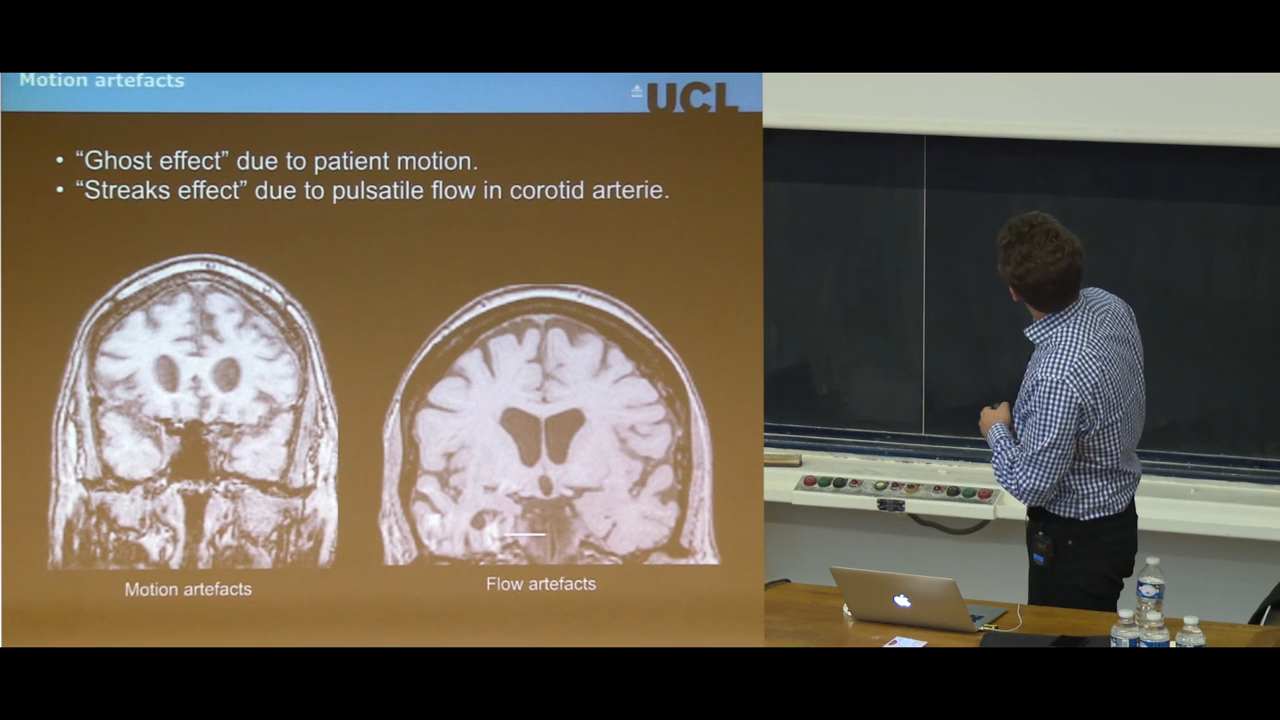 Motion artefacts
UCL
• “Ghost effect” due to patient motion.
• “Streaks effect” due to pulsatile flow in corotid arterie.
Motion artefacts
Flow artefacts